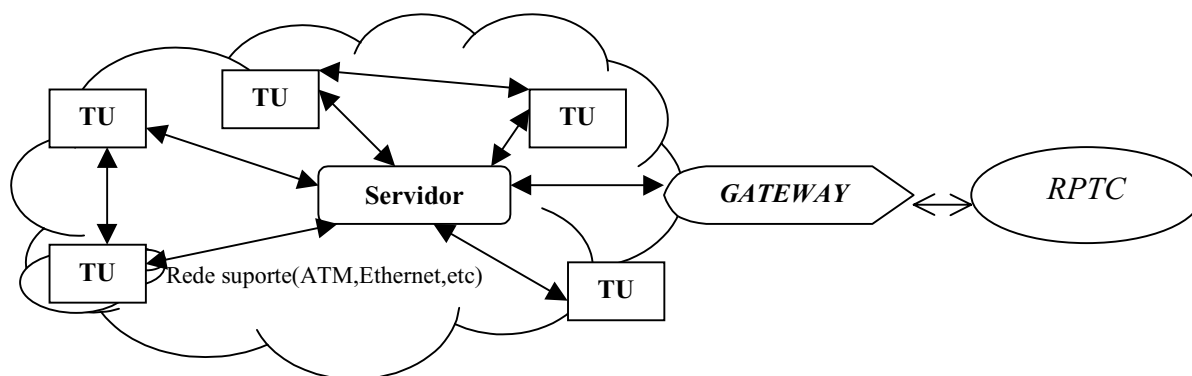 TU
TU
TU
Servidor
GATEWAY
RPTC
TU
Rede suporte(ATM,Ethernet,etc)
TU